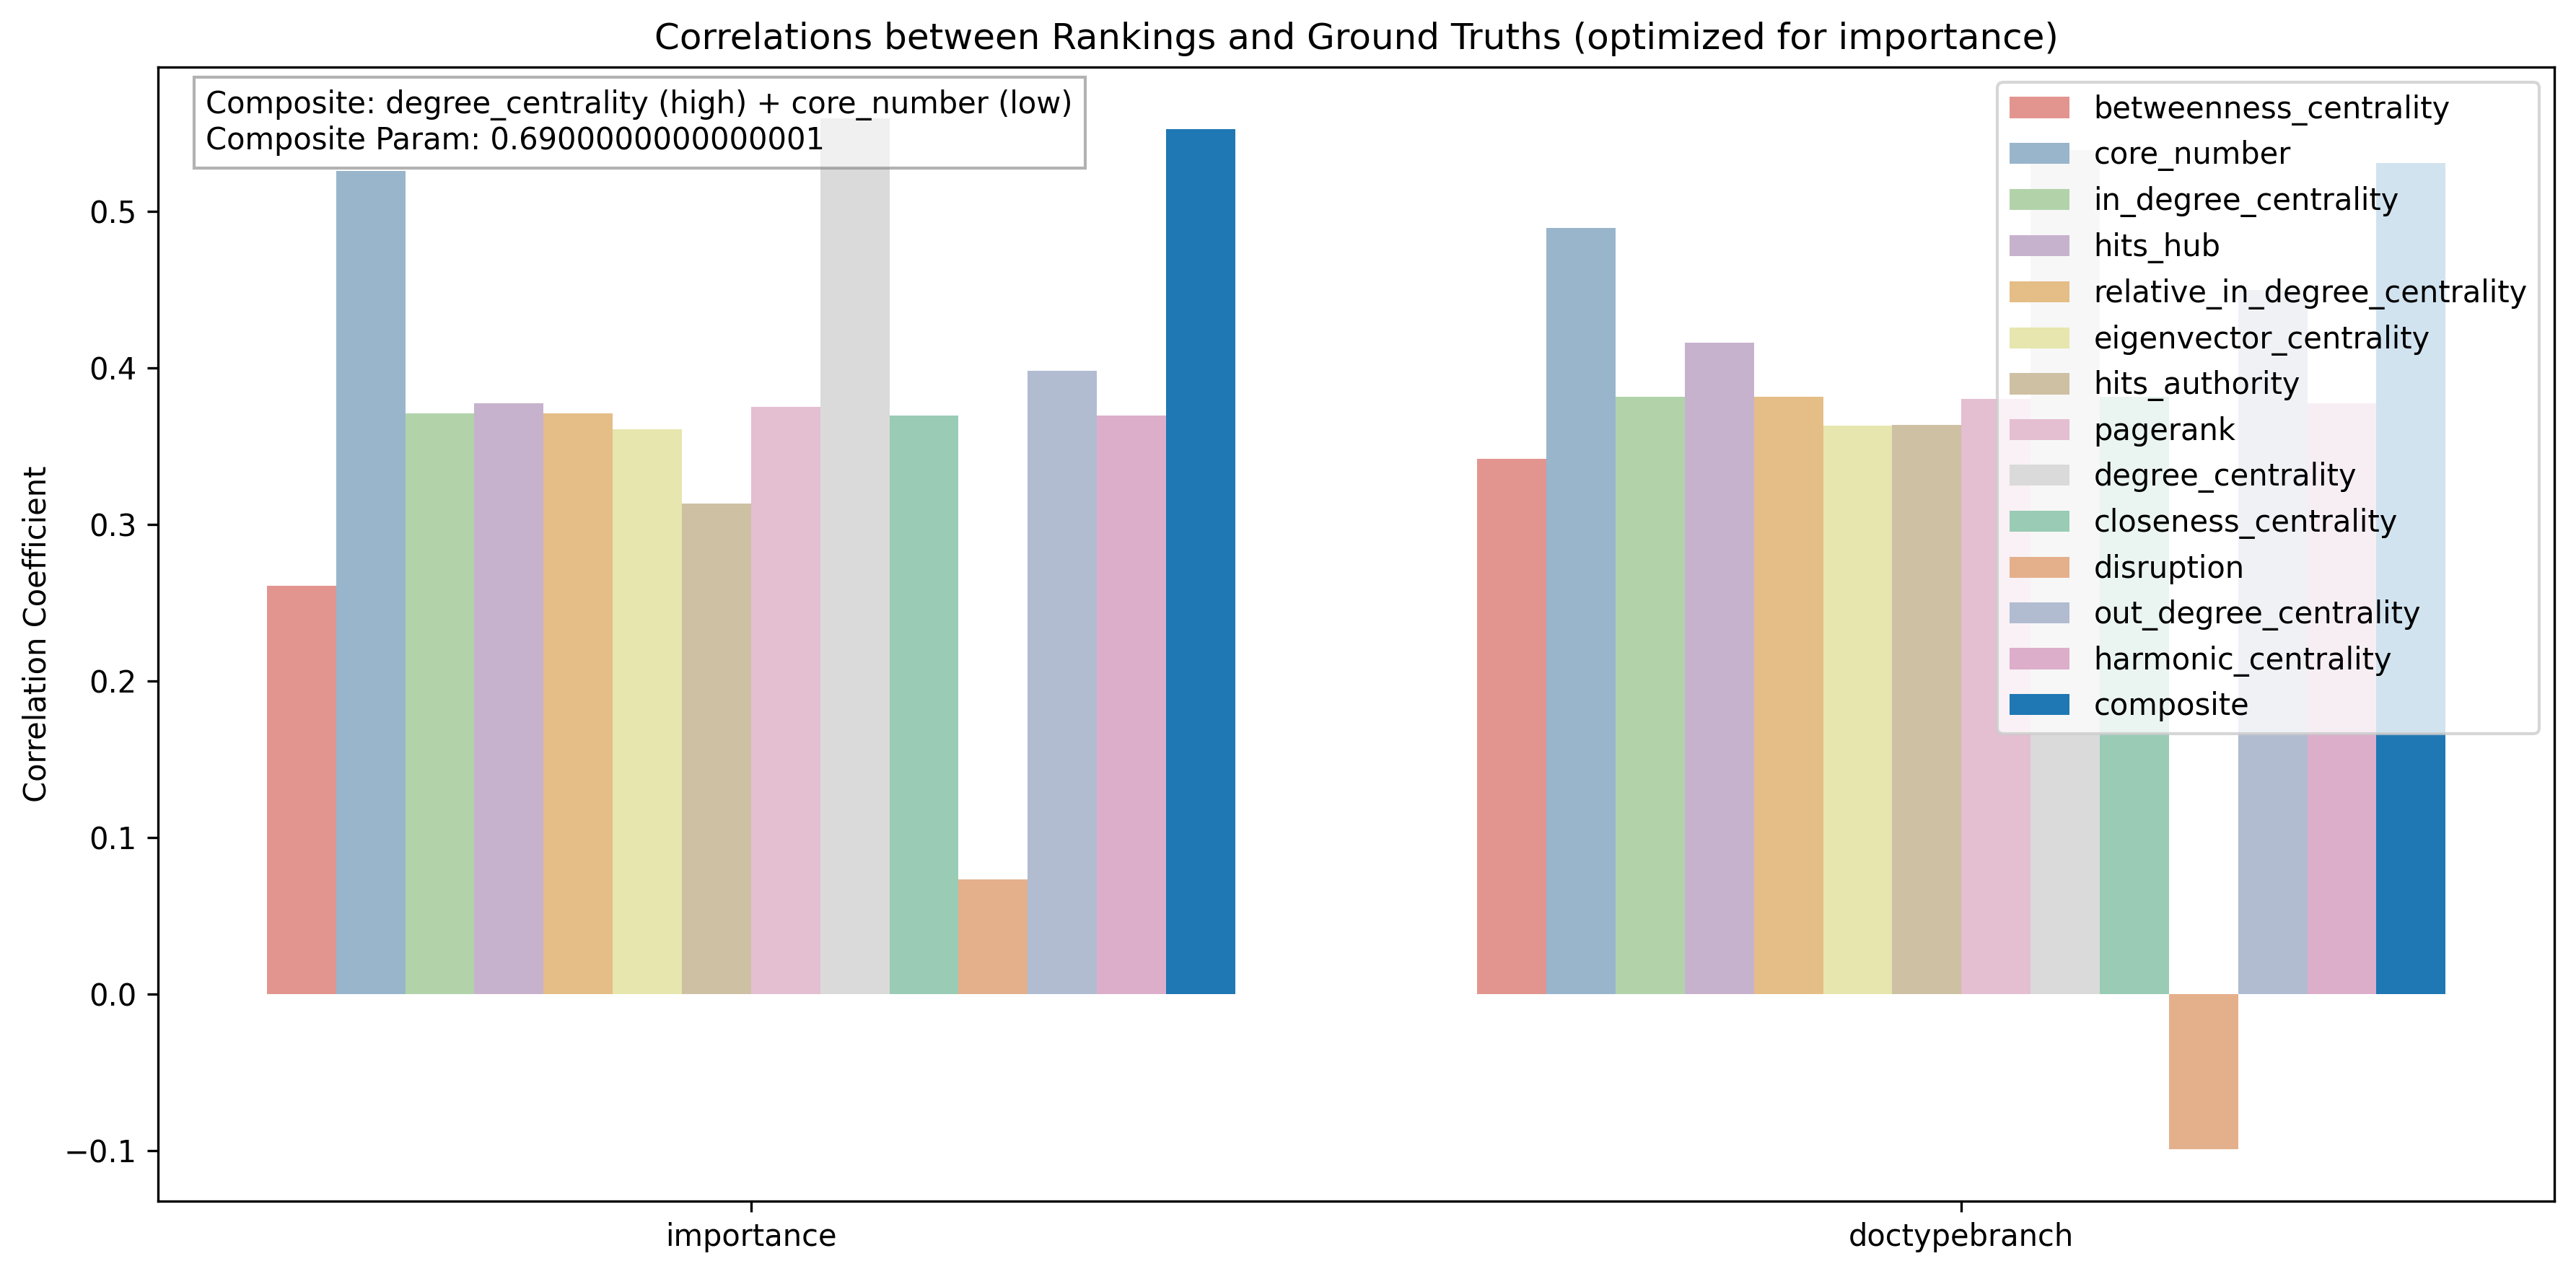 Correlations between Rankings and Ground Truths (optimized for importance)
Composite: degree_centrality (high) + core_number (low)
Composite Param: 0.6900000000000001
betweenness_centrality
core_number
in_degree_centrality
hits_hub
relative_in_degree_centrality
eigenvector_centrality
hits_authority
pagerank
degree_centrality
closeness_centrality
disruption
out_degree_centrality
harmonic_centrality
composite
Correlation Coefficient
0.5
0.4
0.3
0.2
0.1
0.0
−0.1
importance
doctypebranch